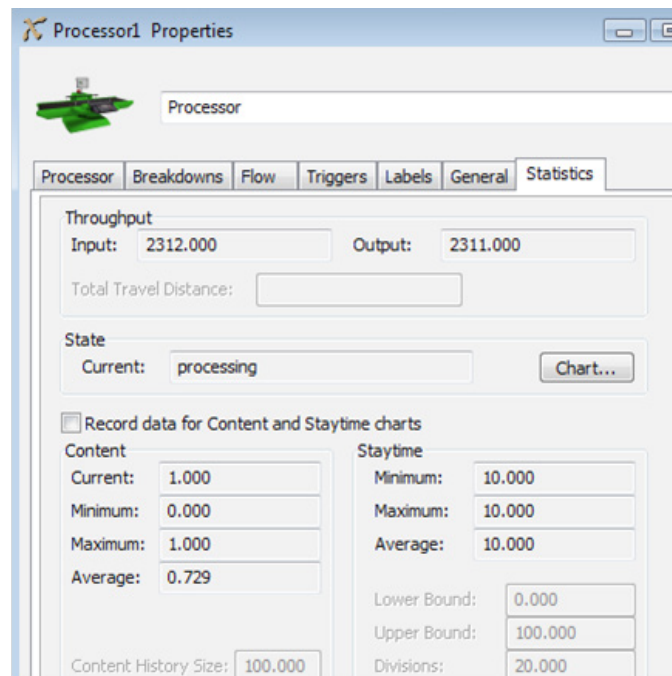 Processor1 Properties
Processor
Processor Breakdowns Flow Triggers Labels General Statistics
Throughput
Input: 2312.000 Output: 2311.000
Total Travel Distance:
State
Current: processing Chart...
Record data for Content and Staytime charts
Content Staytime
Current: 1.000 Minimum: 10.000
Minimum: 0.000 Maximum: 10.000
Maximum: 1.000 Average: 10.000
Average: 0.729
Lower Bound: 0.000
Upper Bound: 100.000
Content History Size: 100.000 Divisions: 20.000